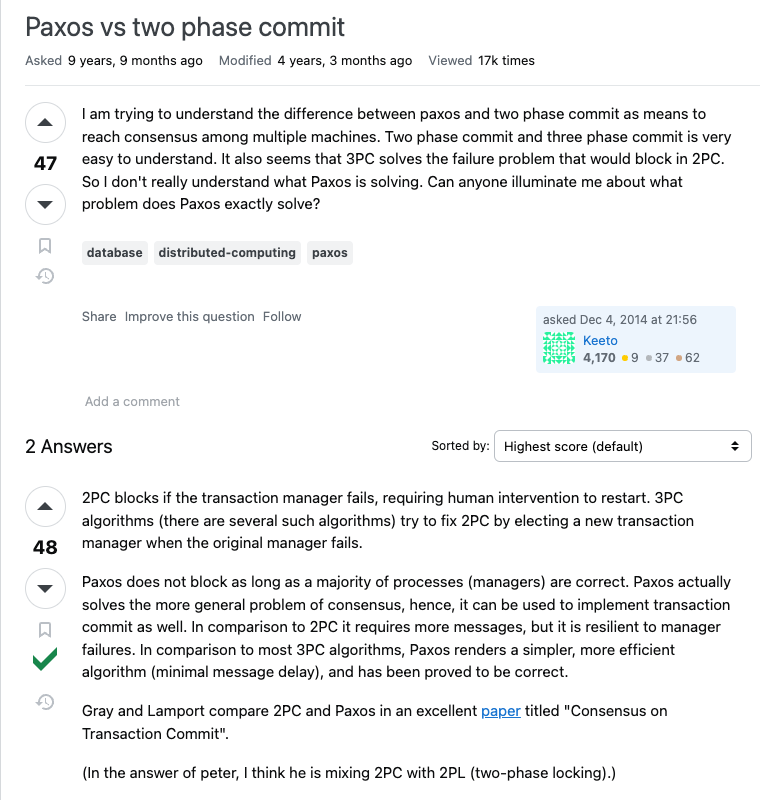 Paxos vs two phase commit
Asked 9 years, 9 months ago Modified 4 years, 3 months ago Viewed 17k times
I am trying to understand the difference between paxos and two phase commit as means to
reach consensus among multiple machines. Two phase commit and three phase commit is very
easy to understand. It also seems that 3PC solves the failure problem that would block in 2PC.
So I don't really understand what Paxos is solving. Can anyone illuminate me about what
problem does Paxos exactly solve?
47
database distributed-computing paxos
Share Improve this question Follow
asked Dec 4, 2014 at 21:56
Keeto
4,170 9 37 62
Add a comment
2 Answers
Sorted by: Highest score (default)
2PC blocks if the transaction manager fails, requiring human intervention to restart. 3PC
algorithms (there are several such algorithms) try to fix 2PC by electing a new transaction
manager when the original manager fails.
48
Paxos does not block as long as a majority of processes (managers) are correct. Paxos actually
solves the more general problem of consensus, hence, it can be used to implement transaction
commit as well. In comparison to 2PC it requires more messages, but it is resilient to manager
failures. In comparison to most 3PC algorithms, Paxos renders a simpler, more efficient
algorithm (minimal message delay), and has been proved to be correct.
Gray and Lamport compare 2PC and Paxos in an excellent paper titled "Consensus on
Transaction Commit".
(In the answer of peter, I think he is mixing 2PC with 2PL (two-phase locking).)